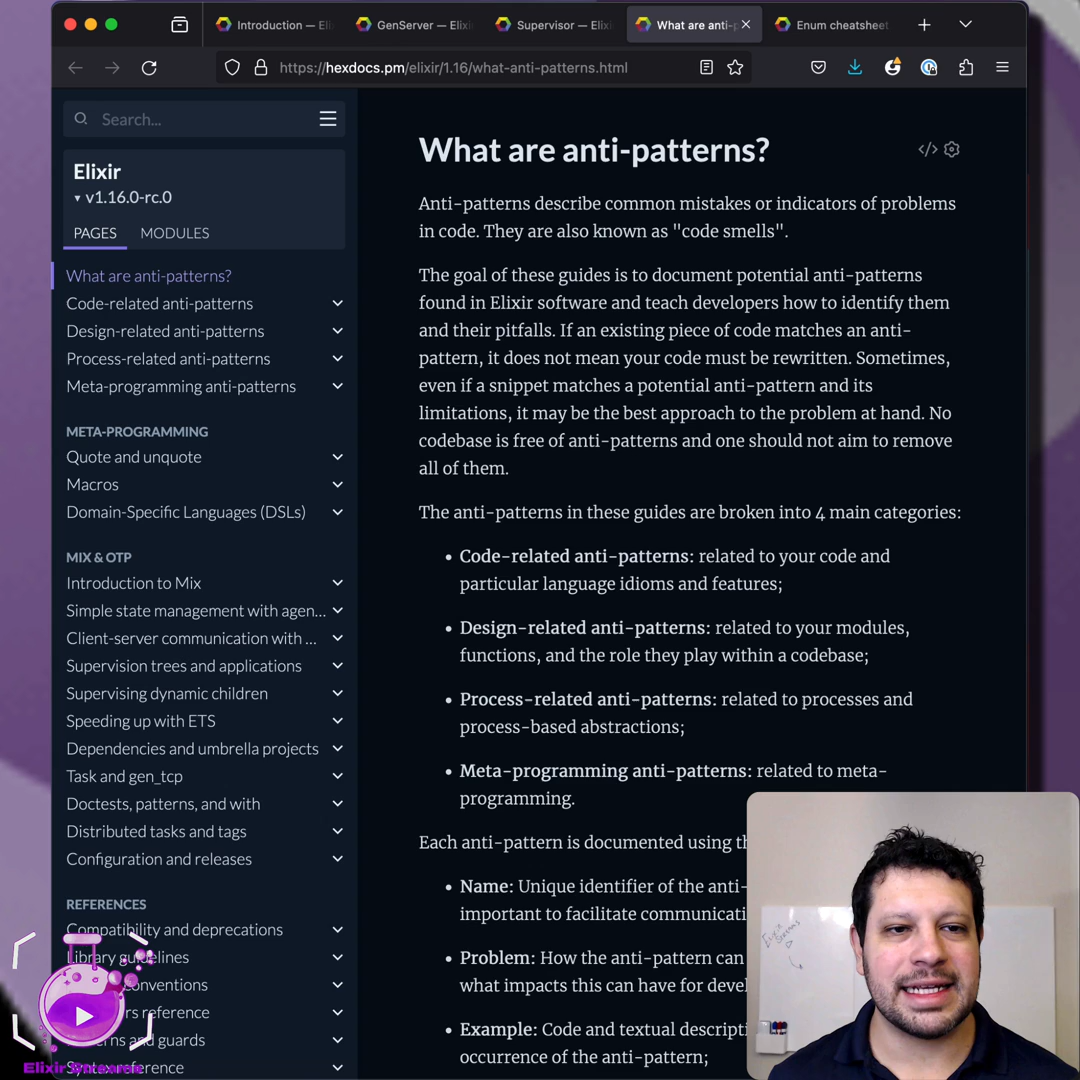 Introduction — Eli
GenServer — Elixi
Supervisor — Elixi
What are anti-p
Enum cheatsheet
https://hexdocs.pm/elixir/1.16/what-anti-patterns.html
Search...
Elixir
v1.16.0-rc.0
PAGES MODULES
What are anti-patterns?
Code-related anti-patterns
Design-related anti-patterns
Process-related anti-patterns
Meta-programming anti-patterns
META-PROGRAMMING
Quote and unquote
Macros
Domain-Specific Languages (DSLs)
MIX & OTP
Introduction to Mix
Simple state management with agen...
Client-server communication with ...
Supervision trees and applications
Supervising dynamic children
Speeding up with ETS
Dependencies and umbrella projects
Task and gen_tcp
Doctests, patterns, and with
Distributed tasks and tags
Configuration and releases
REFERENCES
Compatibility and deprecations
Library guidelines
conventions
rs reference
rns and guards
Syntax reference
Elixir Streams
What are anti-patterns?
Anti-patterns describe common mistakes or indicators of problems
in code. They are also known as "code smells".
The goal of these guides is to document potential anti-patterns
found in Elixir software and teach developers how to identify them
and their pitfalls. If an existing piece of code matches an anti-
pattern, it does not mean your code must be rewritten. Sometimes,
even if a snippet matches a potential anti-pattern and its
limitations, it may be the best approach to the problem at hand. No
codebase is free of anti-patterns and one should not aim to remove
all of them.
The anti-patterns in these guides are broken into 4 main categories:
• Code-related anti-patterns: related to your code and
particular language idioms and features;
• Design-related anti-patterns: related to your modules,
functions, and the role they play within a codebase;
• Process-related anti-patterns: related to processes and
process-based abstractions;
• Meta-programming anti-patterns: related to meta-
programming.
Each anti-pattern is documented using th
• Name: Unique identifier of the anti-
important to facilitate communicati
• Problem: How the anti-pattern can
what impacts this can have for devel
• Example: Code and textual descripti
occurrence of the anti-pattern;
Elixir
Streams